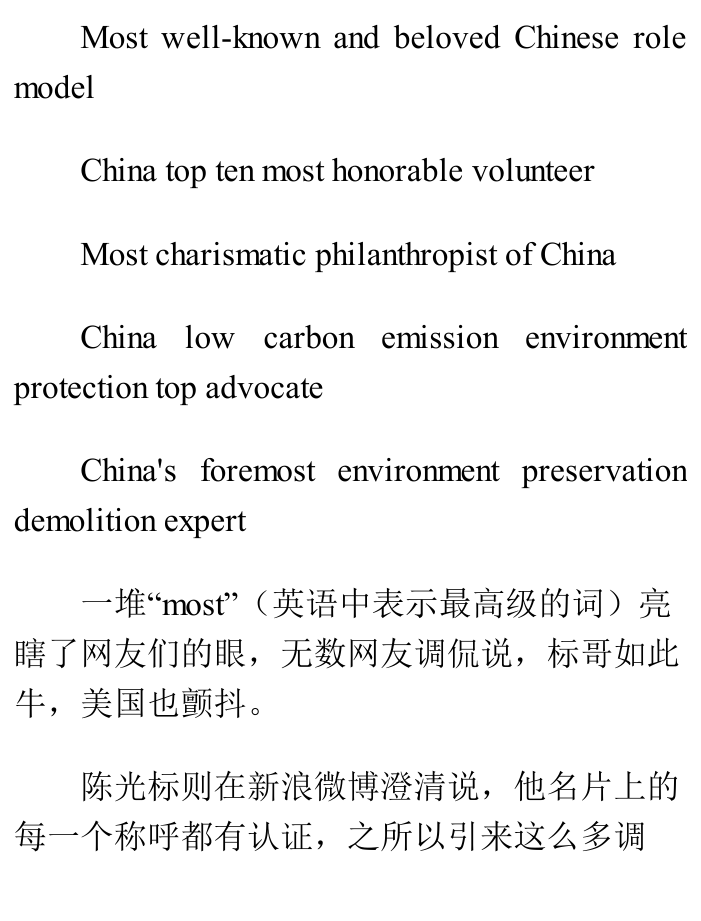 Most well-known and beloved Chinese role
model
China top ten most honorable volunteer
Most charismatic philanthropist of China
China low carbon emission environment
protection top advocate
China's foremost environment preservation
demolition expert
一堆“most”（英语中表示最高级的词）亮
瞎了网友们的眼，无数网友调侃说，标哥如此
牛，美国也颤抖。
陈光标则在新浪微博澄清说，他名片上的
每一个称呼都有认证，之所以引来这么多调